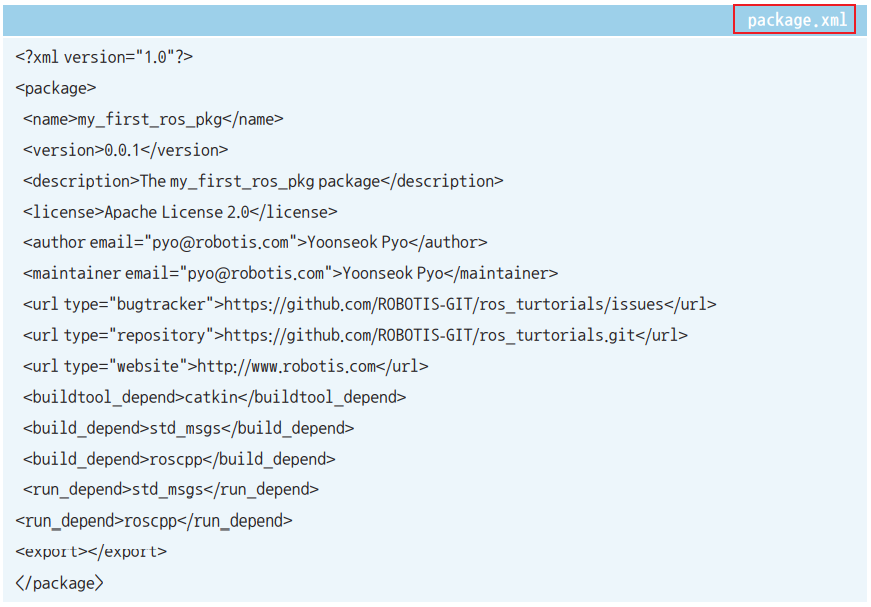 package.xml
<?xml version="1.0"?>
<package>
<name>my_first_ros_pkg</name>
<version>0.0.1</version>
<description>The my_first_ros_pkg package</description>
<license>Apache License 2.0</license>
<author email="pyo@robotis.com">Yoonseok Pyo</author>
<maintainer email="pyo@robotis.com">Yoonseok Pyo</maintainer>
<url type="bugtracker">https://github.com/ROBOTIS-GIT/ros_turtorials/issues</url>
<url type="repository">https://github.com/ROBOTIS-GIT/ros_turtorials.git</url>
<url type="website">http://www.robotis.com</url>
<buildtool_depend>catkin</buildtool_depend>
<build_depend>std_msgs</build_depend>
<build_depend>roscpp</build_depend>
<run_depend>std_msgs</run_depend>
<run_depend>roscpp</run_depend>
<export></export>
</package>